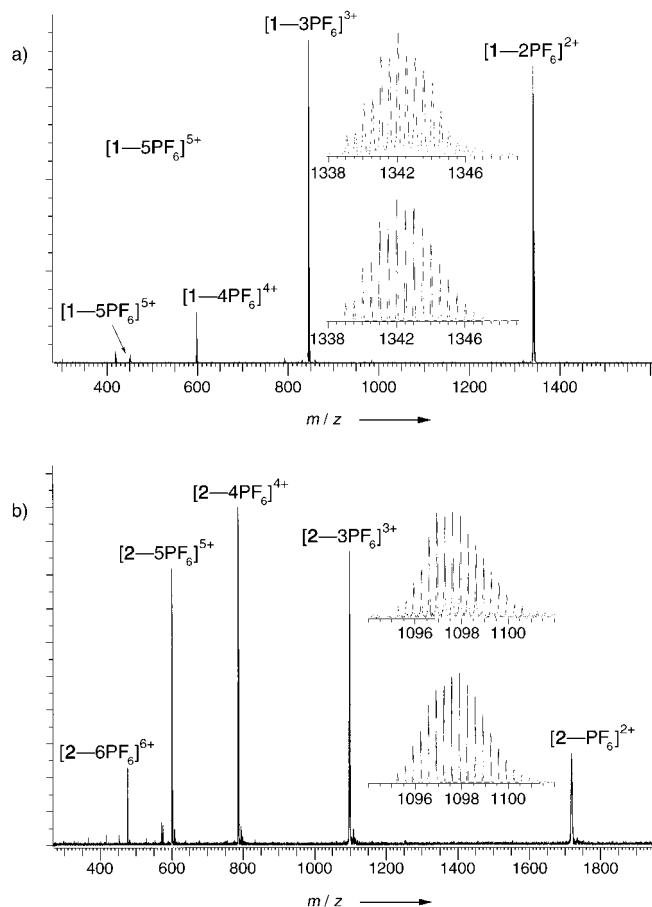 a)
[1—3PF6]3+
[1—2PF6]2+
[1—5PF6]5+
1338 1342 1346
[1—5PF6]5+
[1—4PF6]4+
1338 1342 1346
400 600 800 1000 1200 1400
m / z
b)
[2—4PF6]4+
[2—5PF6]5+
[2—3PF6]3+
1096 1098 1100
[2—6PF6]6+
[2—PF6]2+
1096 1098 1100
400 600 800 1000 1200 1400 1600 1800
m / z